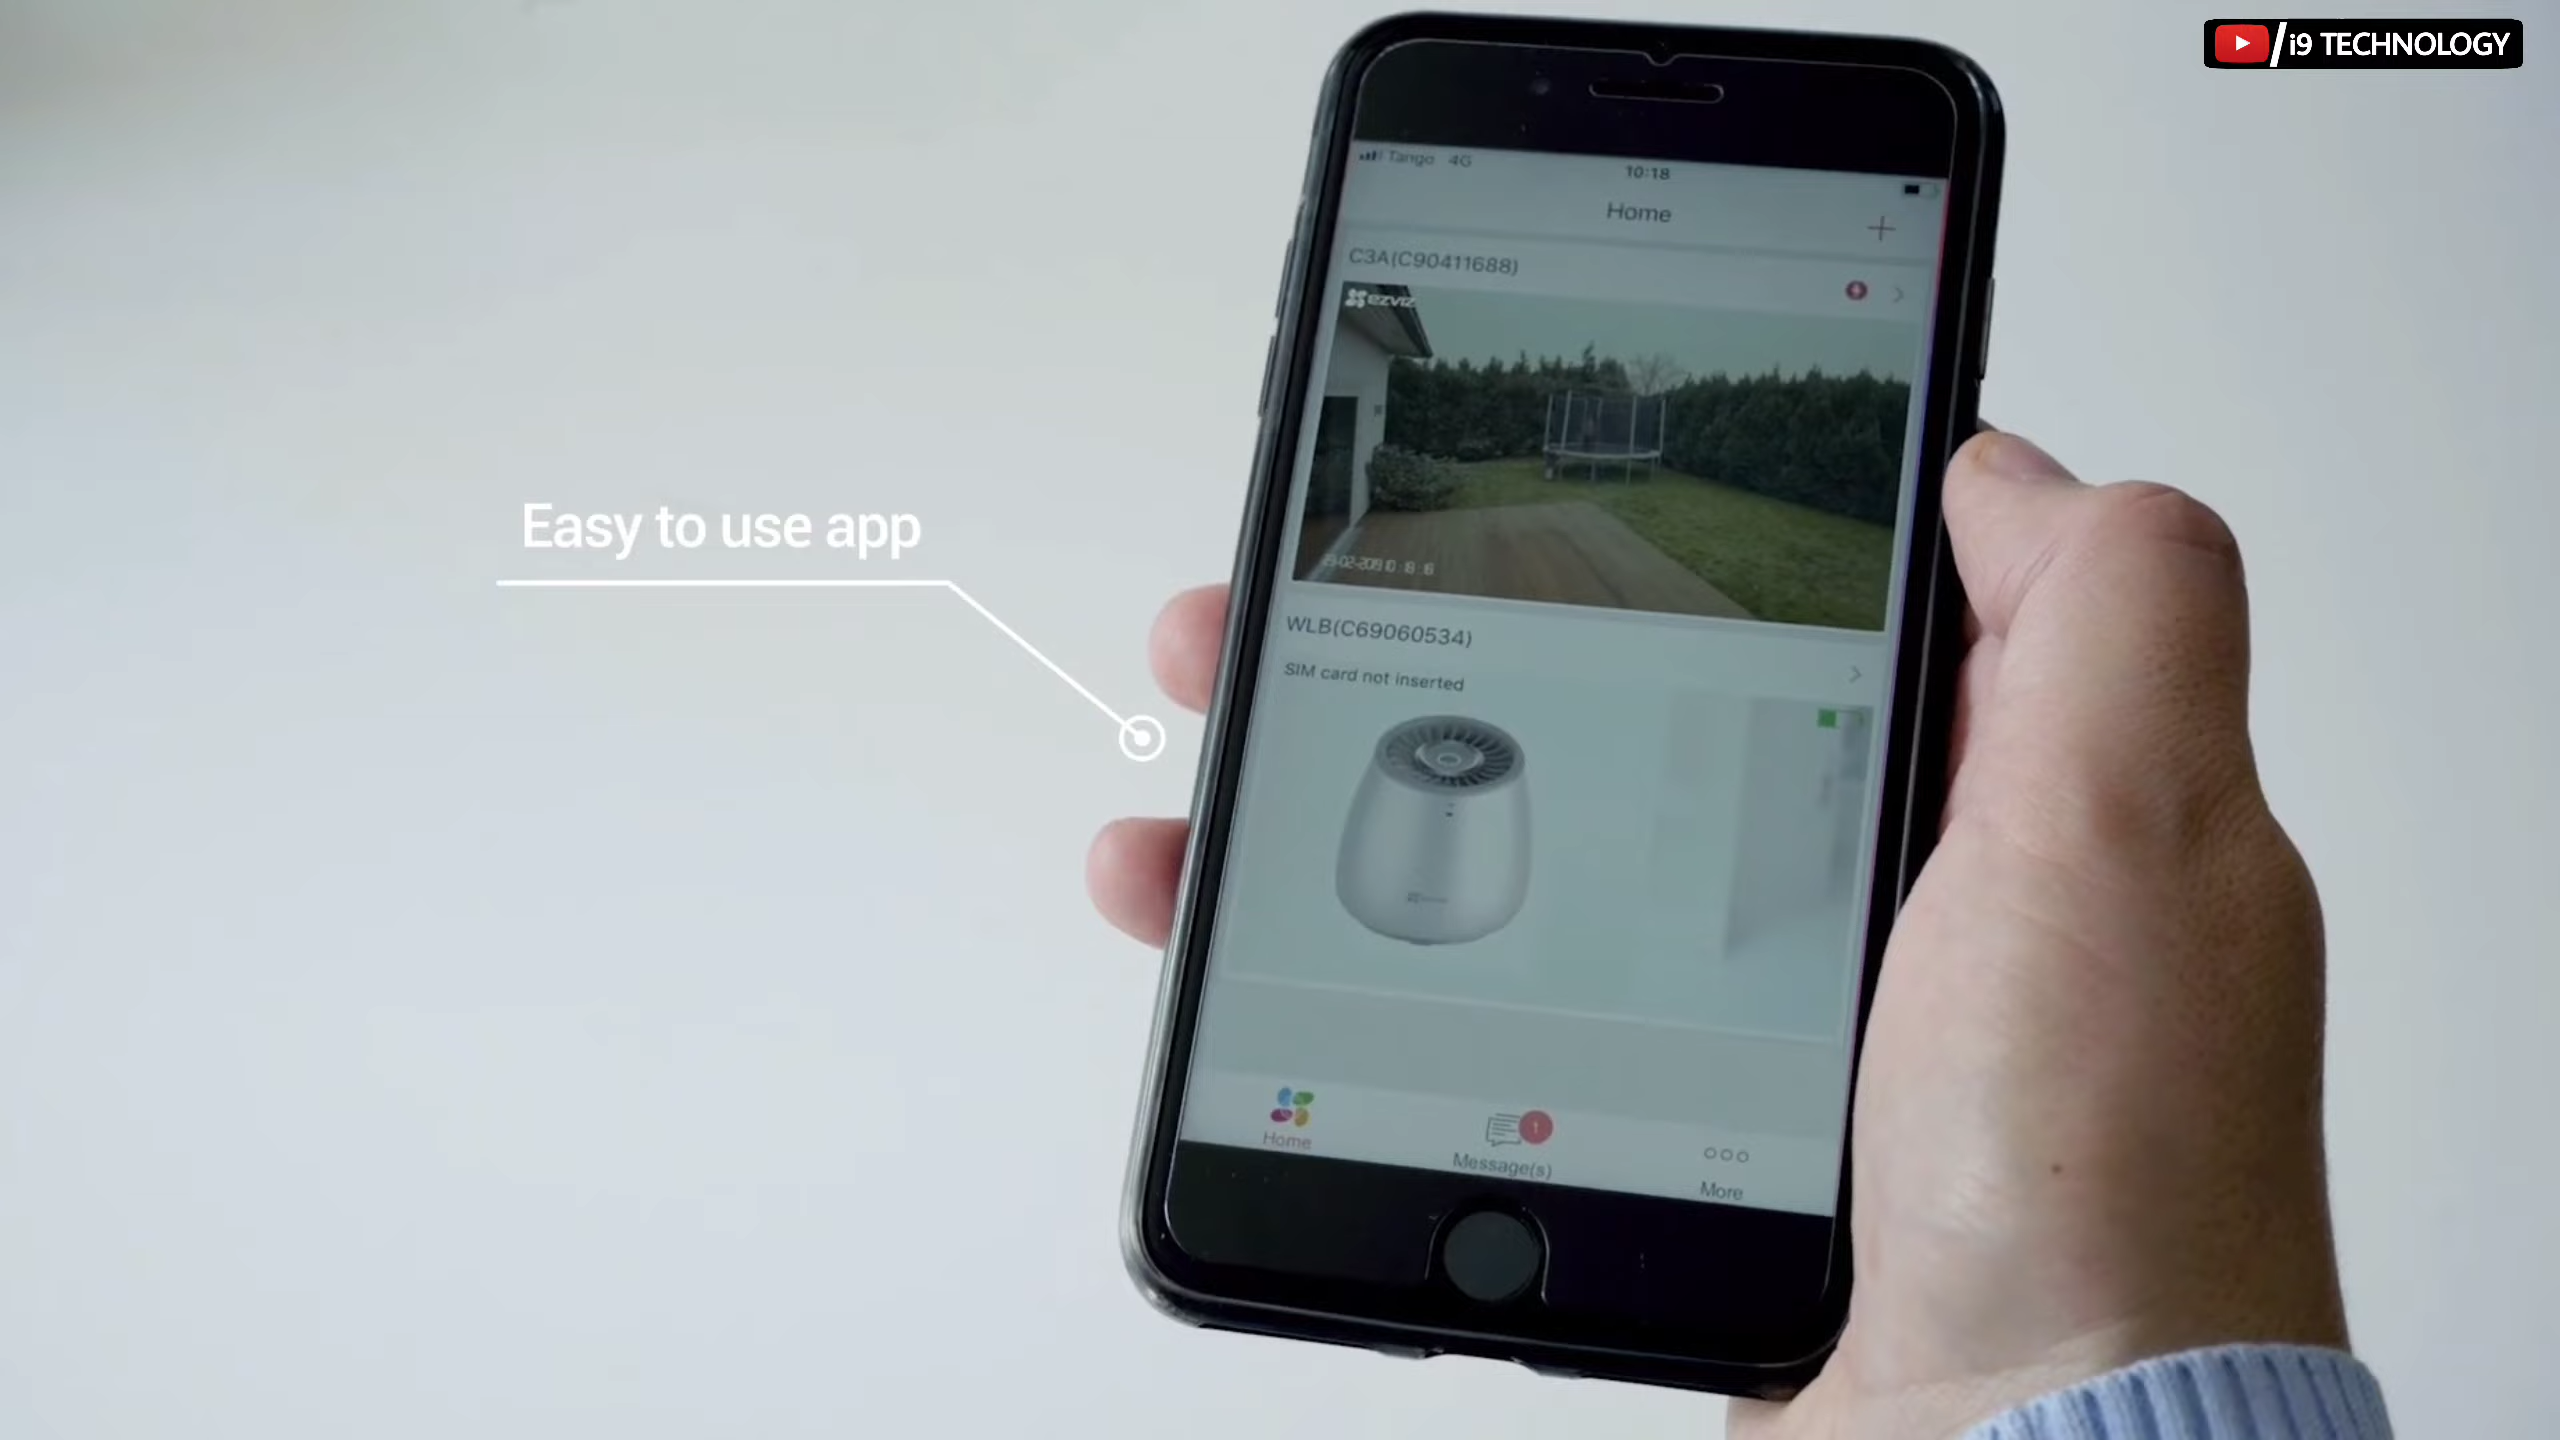 i9 TECHNOLOGY
Tango 4G
10:18
Home
C3A(C90411688)
ezviz
Easy to use app
WLB(C69060534)
SIM card not inserted
Home
1
Message(s)
More